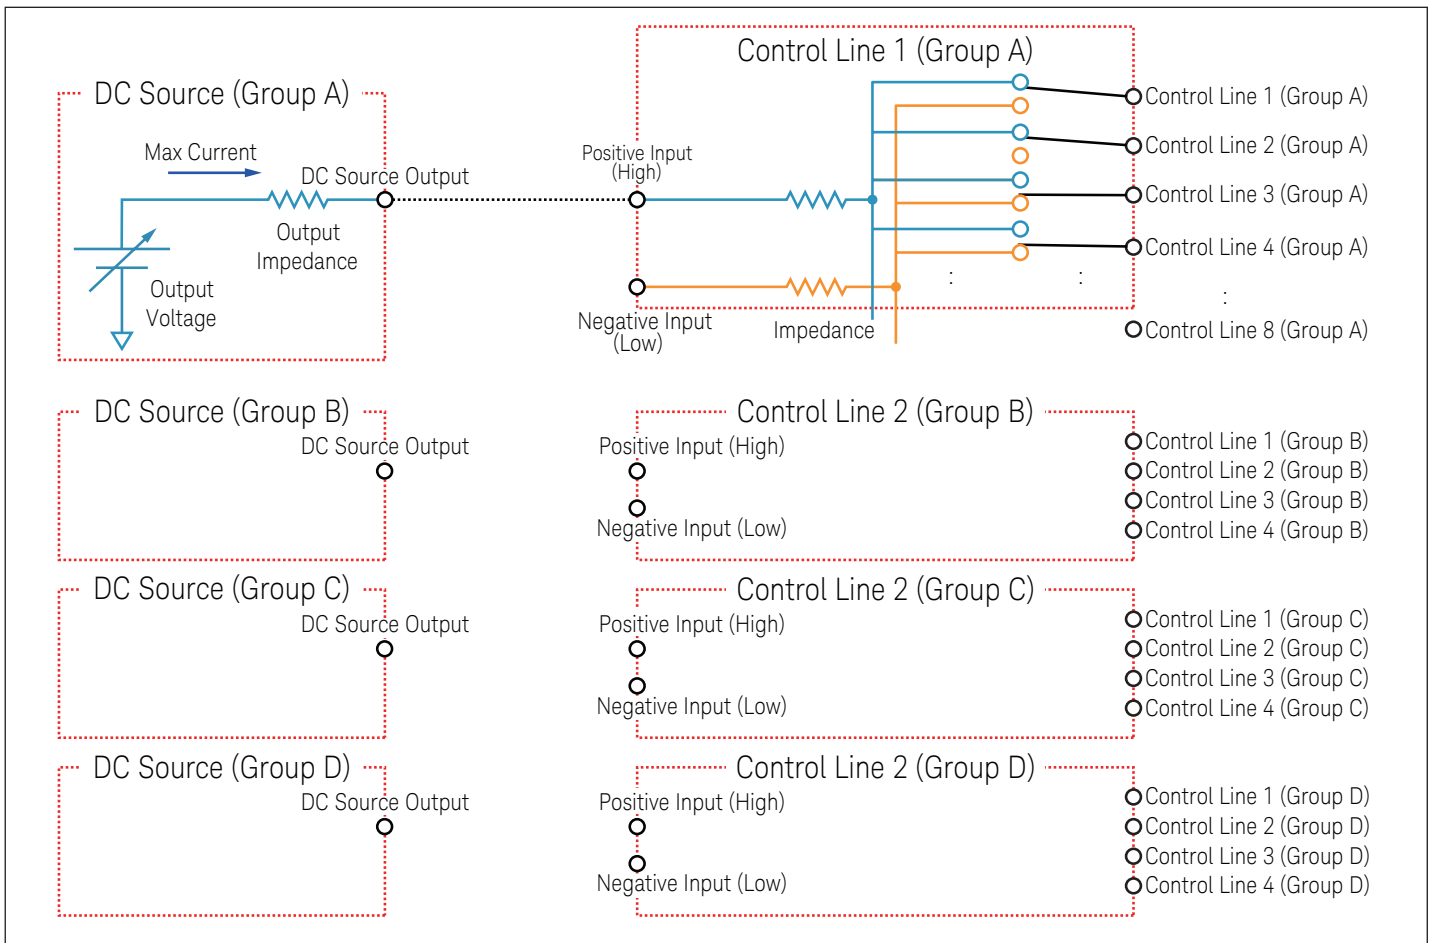 Control Line 1 (Group A)
DC Source (Group A)
Max Current
DC Source Output
Output
Impedance
Output
Voltage
Positive Input
(High)
Negative Input
(Low)
Impedance
Control Line 1 (Group A)
Control Line 2 (Group A)
Control Line 3 (Group A)
Control Line 4 (Group A)
:
:
:
Control Line 8 (Group A)
DC Source (Group B)
DC Source Output
Control Line 2 (Group B)
Positive Input (High)
Negative Input (Low)
Control Line 1 (Group B)
Control Line 2 (Group B)
Control Line 3 (Group B)
Control Line 4 (Group B)
DC Source (Group C)
DC Source Output
Control Line 2 (Group C)
Positive Input (High)
Negative Input (Low)
Control Line 1 (Group C)
Control Line 2 (Group C)
Control Line 3 (Group C)
Control Line 4 (Group C)
DC Source (Group D)
DC Source Output
Control Line 2 (Group D)
Positive Input (High)
Negative Input (Low)
Control Line 1 (Group D)
Control Line 2 (Group D)
Control Line 3 (Group D)
Control Line 4 (Group D)